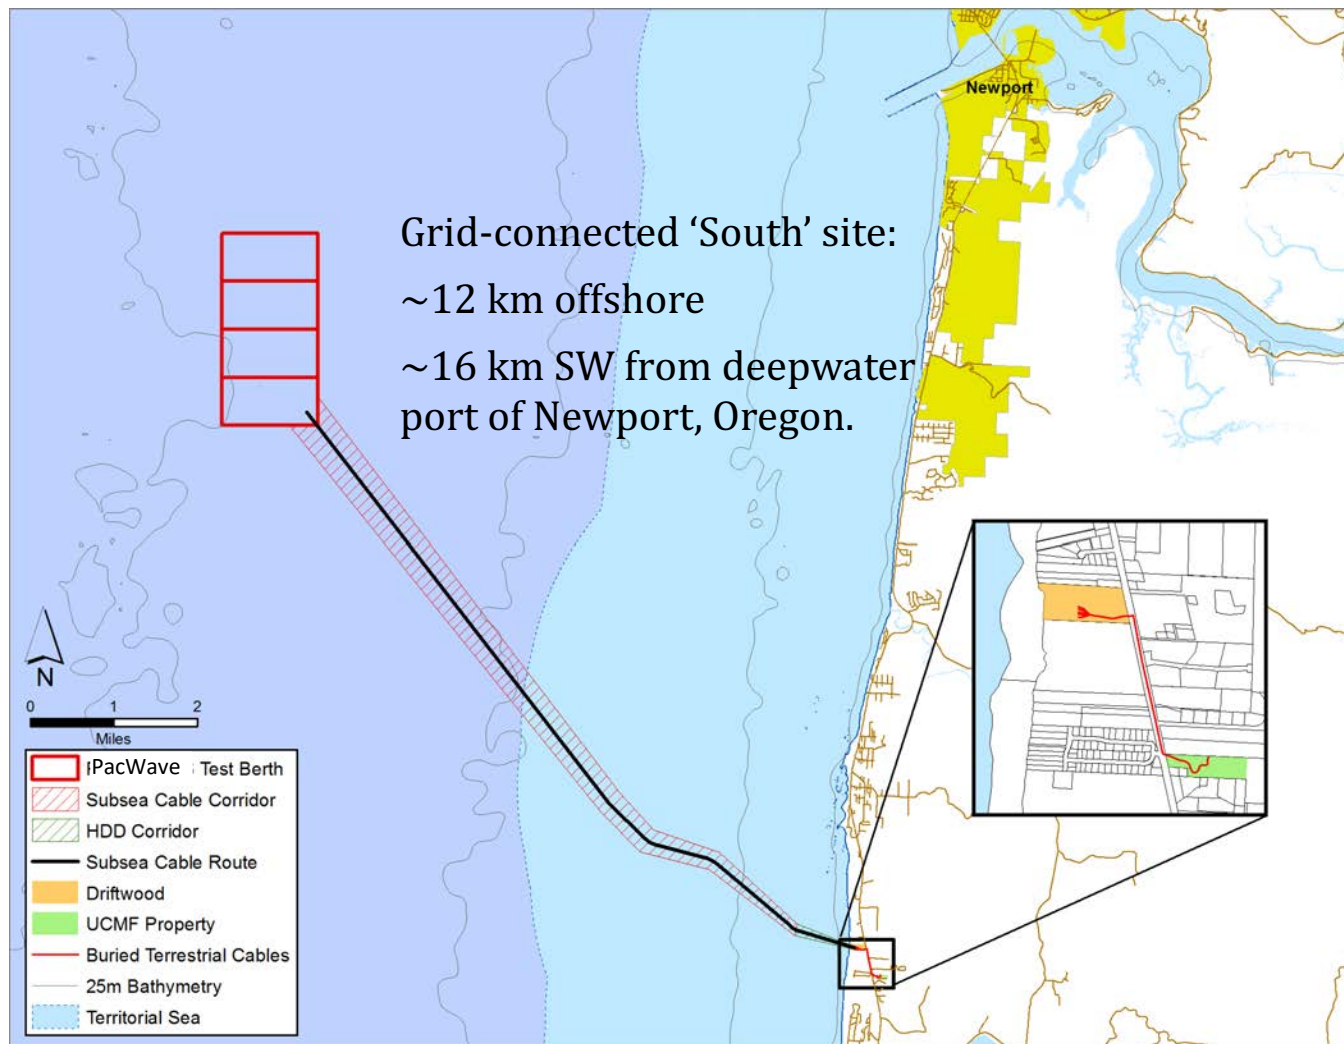 Newport
Grid-connected ‘South’ site:
~12 km offshore
~16 km SW from deepwater
port of Newport, Oregon.
N
0 1 2
Miles
PacWave Test Berth
Subsea Cable Corridor
HDD Corridor
Subsea Cable Route
Driftwood
UCMF Property
Buried Terrestrial Cables
25m Bathymetry
Territorial Sea